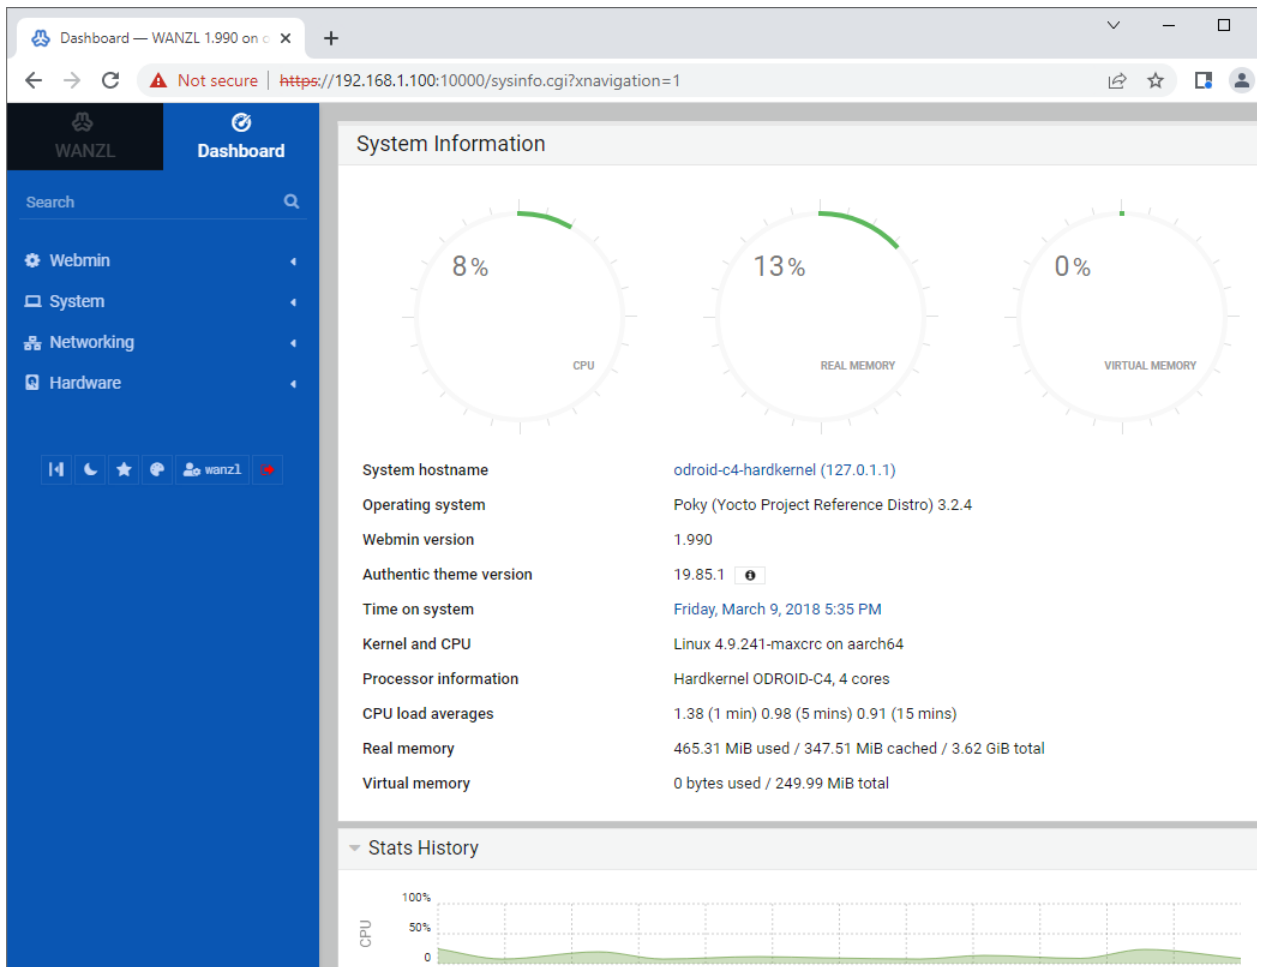 Dashboard — WANZL 1.990 on
Not secure | https://192.168.1.100:10000/sysinfo.cgi?xnavigation=1
WANZL
Dashboard
Search
Webmin
System
Networking
Hardware
wanzl
System Information
8%
CPU
13%
REAL MEMORY
0%
VIRTUAL MEMORY
System hostname odroid-c4-hardkernel (127.0.1.1)
Operating system Poky (Yocto Project Reference Distro) 3.2.4
Webmin version 1.990
Authentic theme version 19.85.1
Time on system Friday, March 9, 2018 5:35 PM
Kernel and CPU Linux 4.9.241-maxcrc on aarch64
Processor information Hardkernel ODROID-C4, 4 cores
CPU load averages 1.38 (1 min) 0.98 (5 mins) 0.91 (15 mins)
Real memory 465.31 MiB used / 347.51 MiB cached / 3.62 GiB total
Virtual memory 0 bytes used / 249.99 MiB total
Stats History
CPU
100%
50%
0